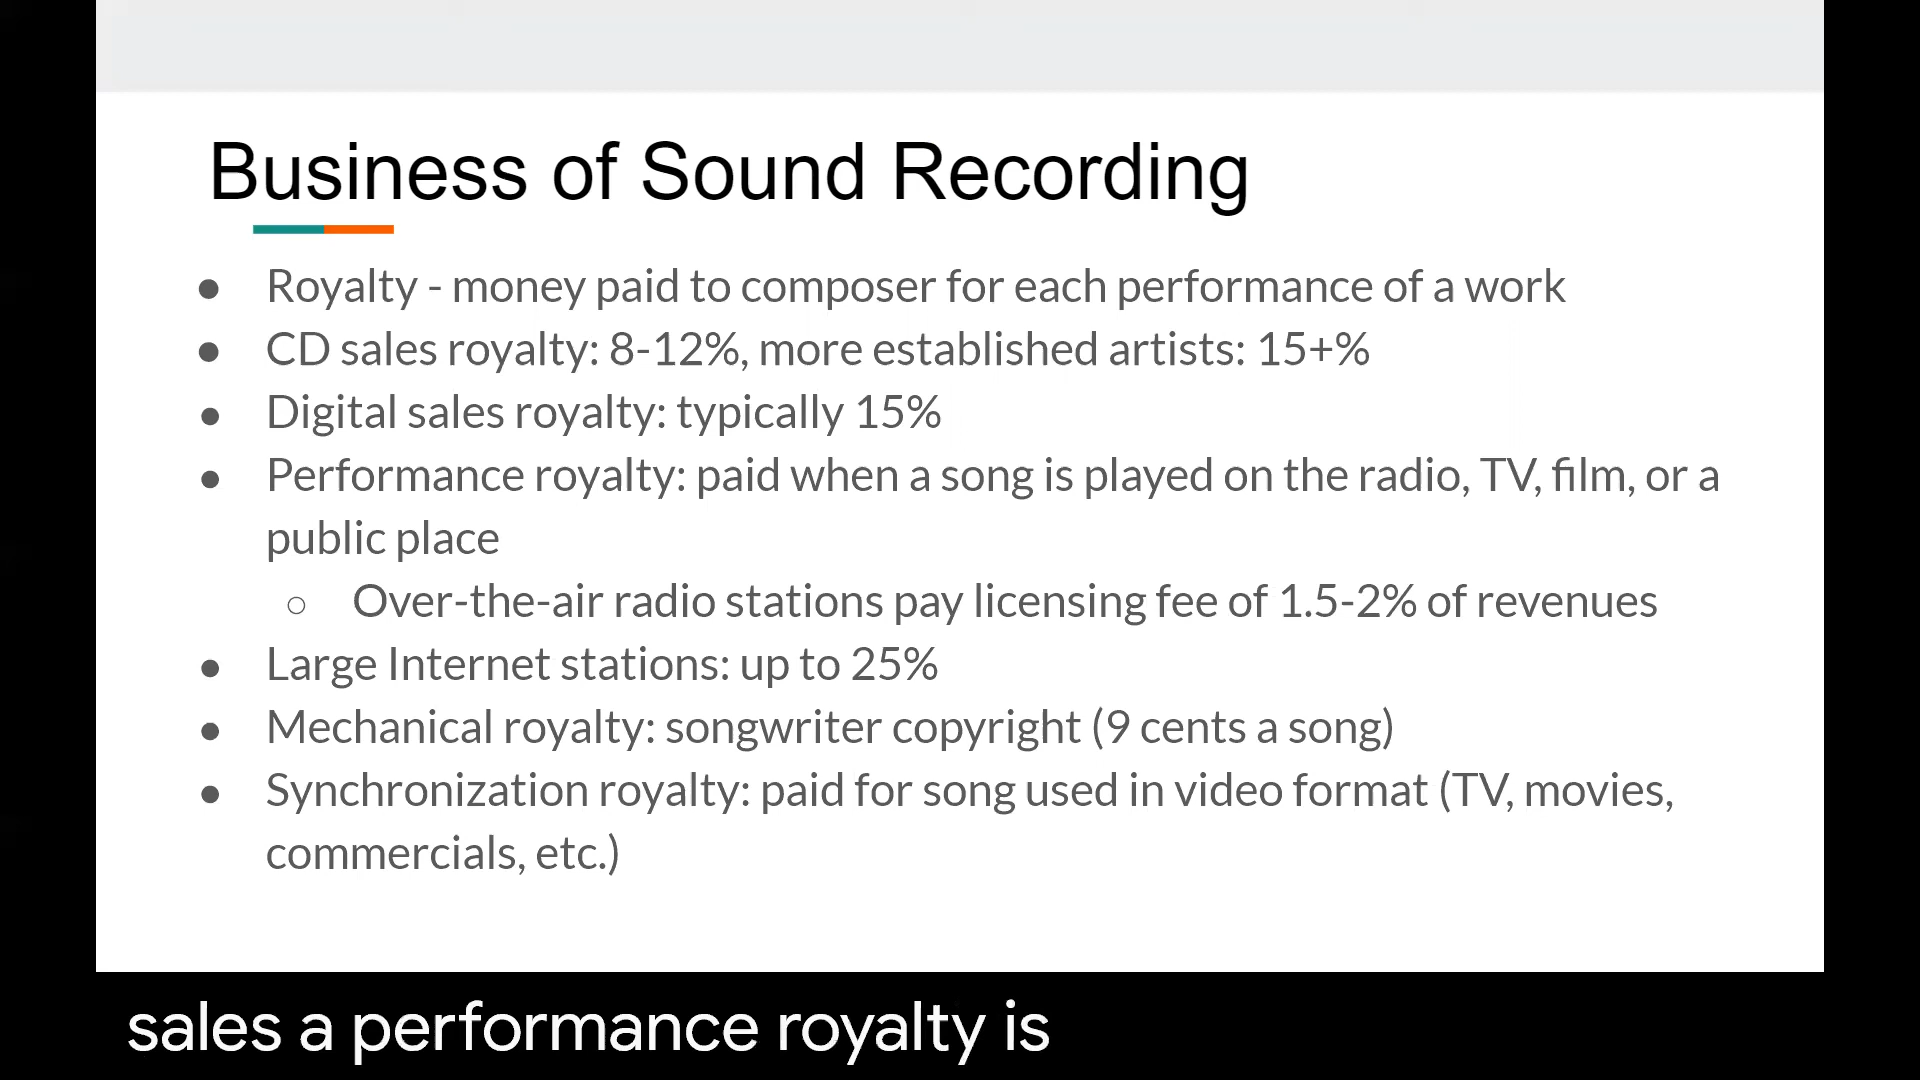 Business of Sound Recording
● Royalty - money paid to composer for each performance of a work
● CD sales royalty: 8-12%, more established artists: 15+%
● Digital sales royalty: typically 15%
● Performance royalty: paid when a song is played on the radio, TV, film, or a
public place
○ Over-the-air radio stations pay licensing fee of 1.5-2% of revenues
● Large Internet stations: up to 25%
● Mechanical royalty: songwriter copyright (9 cents a song)
● Synchronization royalty: paid for song used in video format (TV, movies,
commercials, etc.)
sales a performance royalty is